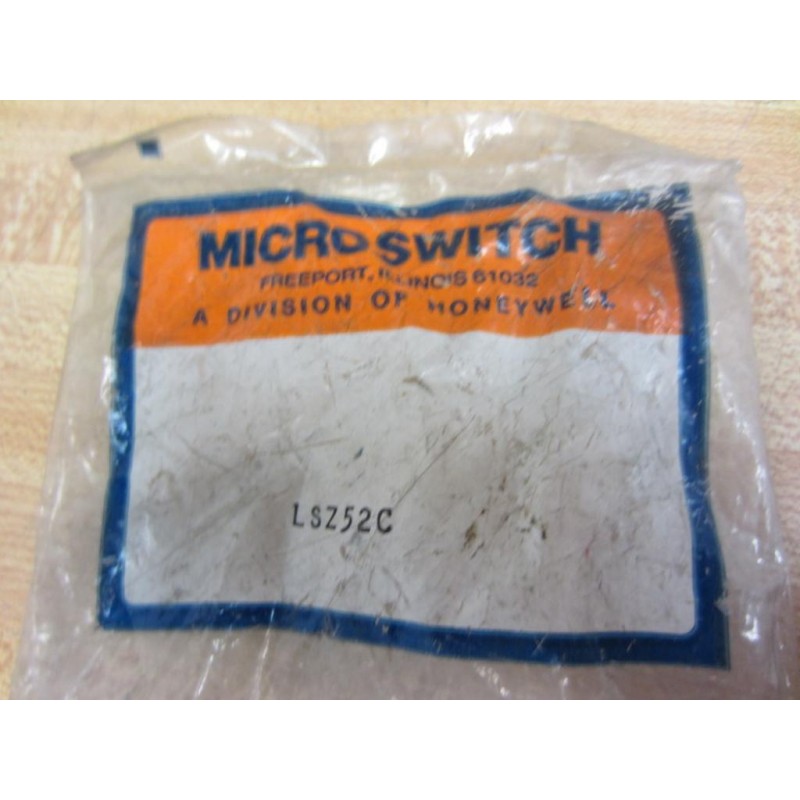 MICRO SWITCH
FREEPORT, ILLINOIS 61032
A DIVISION OF HONEYWELL
LSZ52C